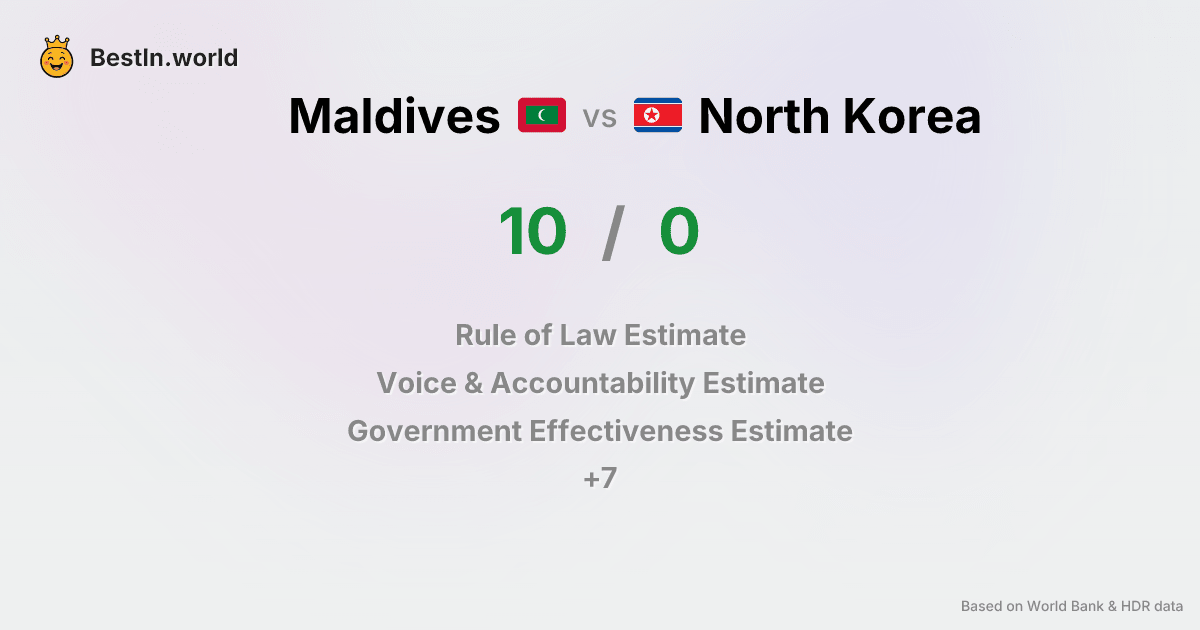 BestIn.world
Maldives vs North Korea
10 / 0
Rule of Law Estimate
Voice & Accountability Estimate
Government Effectiveness Estimate
+7
Based on World Bank & HDR data